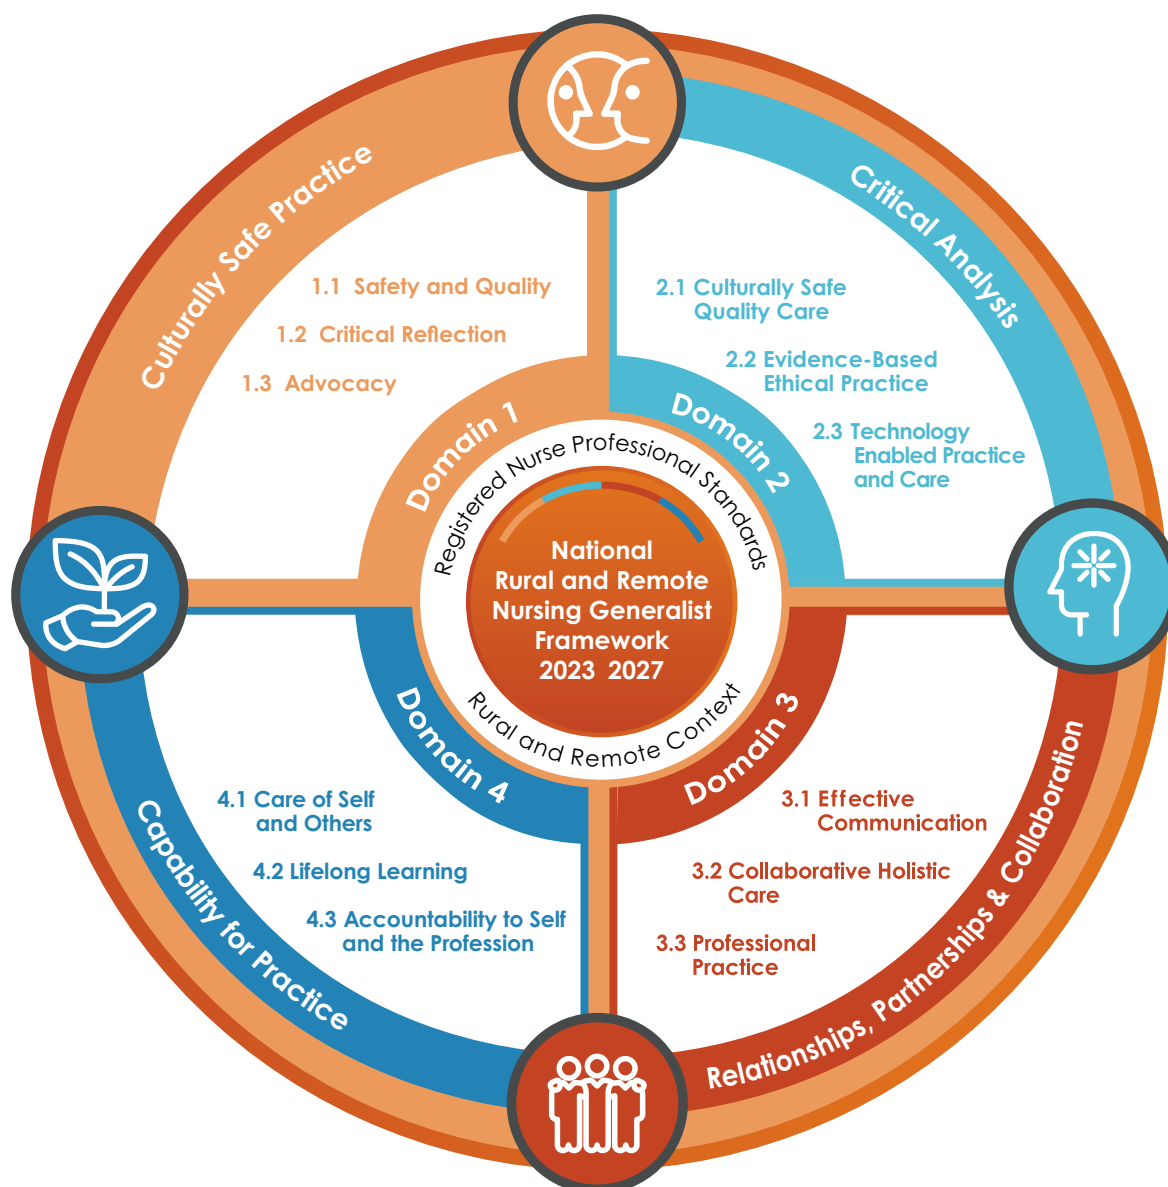 Culturally Safe Practice
1.1 Safety and Quality
1.2 Critical Reflection
1.3 Advocacy
Domain 1
Critical Analysis
2.1 Culturally Safe
Quality Care
2.2 Evidence-Based
Ethical Practice
2.3 Technology
Enabled Practice
and Care
Domain 2
Registered Nurse Professional Standards
National
Rural and Remote
Nursing Generalist
Framework
2023 2027
Rural and Remote Context
Domain 3
3.1 Effective
Communication
3.2 Collaborative Holistic
Care
3.3 Professional
Practice
Relationships, Partnerships & Collaboration
Domain 4
4.1 Care of Self
and Others
4.2 Lifelong Learning
4.3 Accountability to Self
and the Profession
Capability for Practice